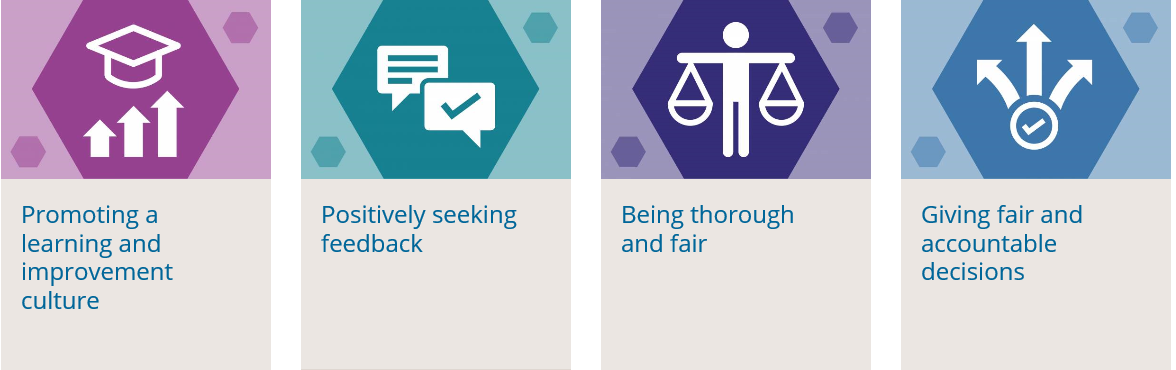 Promoting a
learning and
improvement
culture
Positively seeking
feedback
Being thorough
and fair
Giving fair and
accountable
decisions